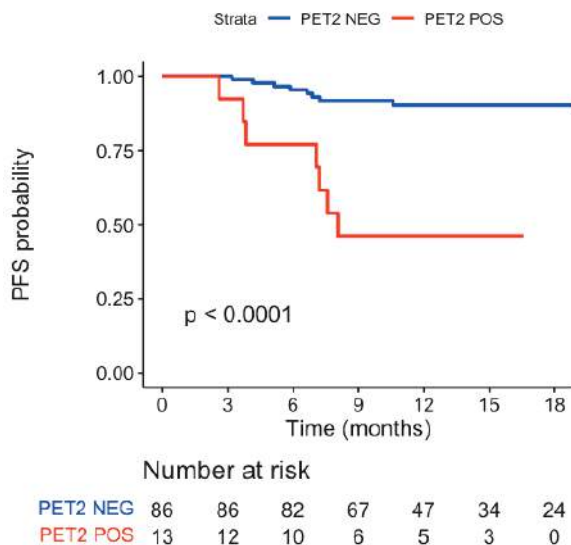 Strata PET2 NEG PET2 POS
1.00
0.75
0.50
0.25
0.00
PFS probability
p < 0.0001
0 3 6 9 12 15 18
Time (months)
Number at risk
PET2 NEG 86 86 82 67 47 34 24
PET2 POS 13 12 10 6 5 3 0